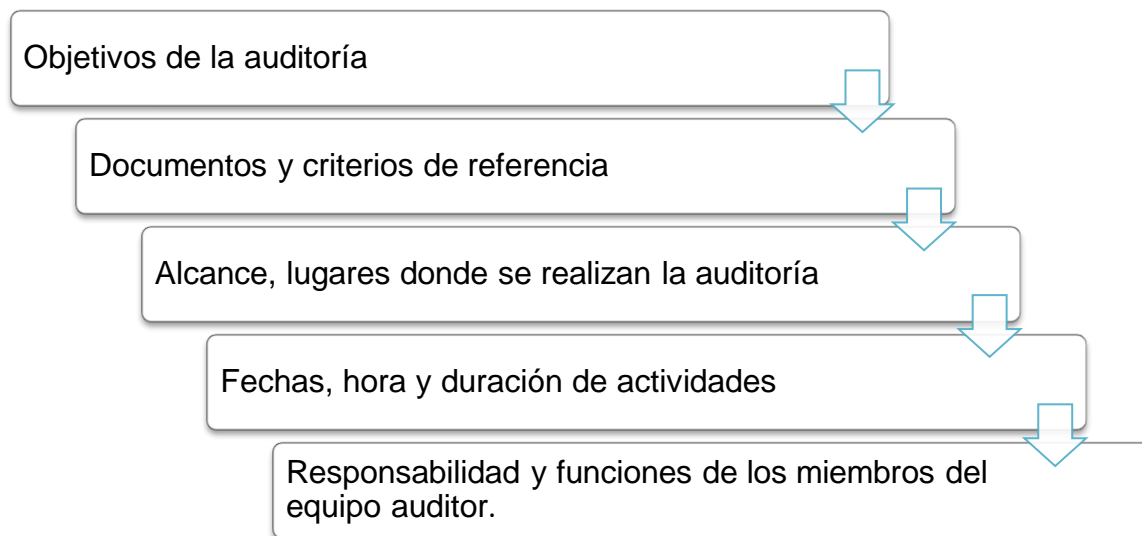 Objetivos de la auditoría
Documentos y criterios de referencia
Alcance, lugares donde se realizan la auditoría
Fechas, hora y duración de actividades
Responsabilidad y funciones de los miembros del
equipo auditor.